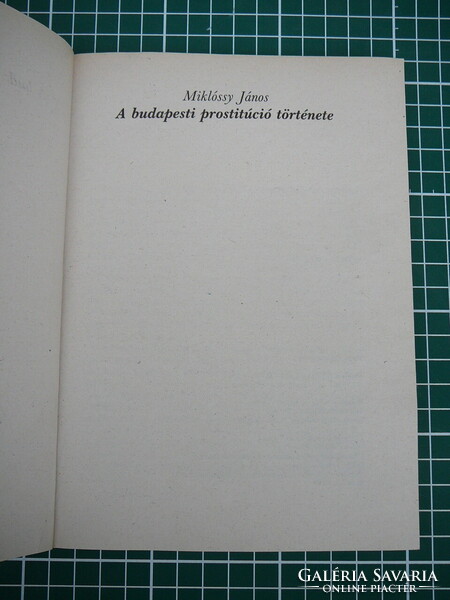 Miklóssy János
A budapesti prostitúció története
GALÉRIA SAVARIA
ONLINE PIACTÉR